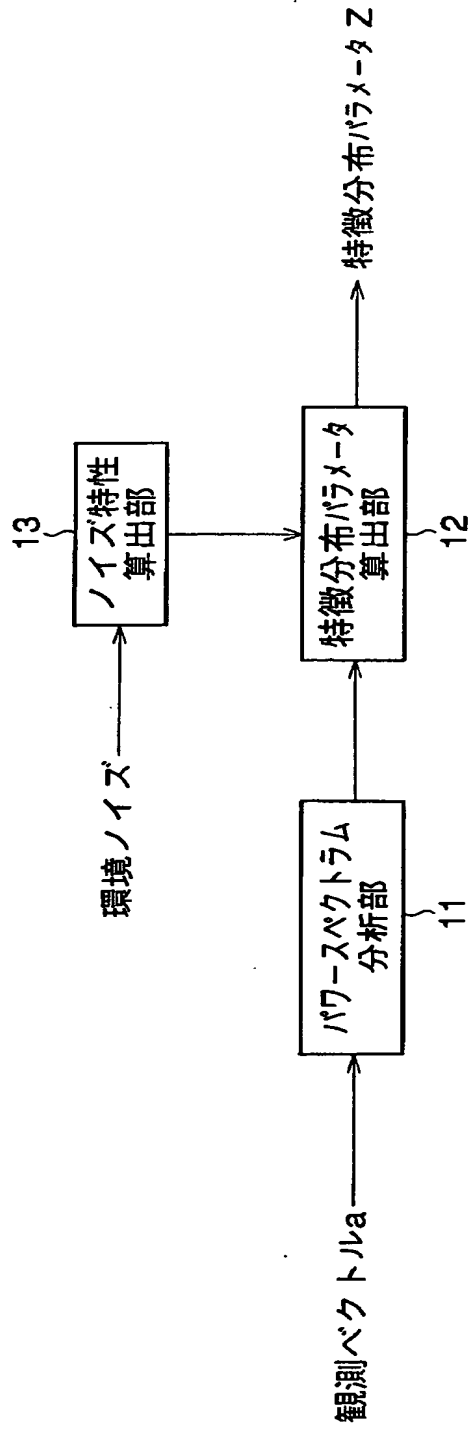 環境ノイズ
13
ノイズ特性
算出部
観測ベクトルa
パワースペクトラム
分析部
11
特徴分布パラメータ
算出部
12
特徴分布パラメータZ